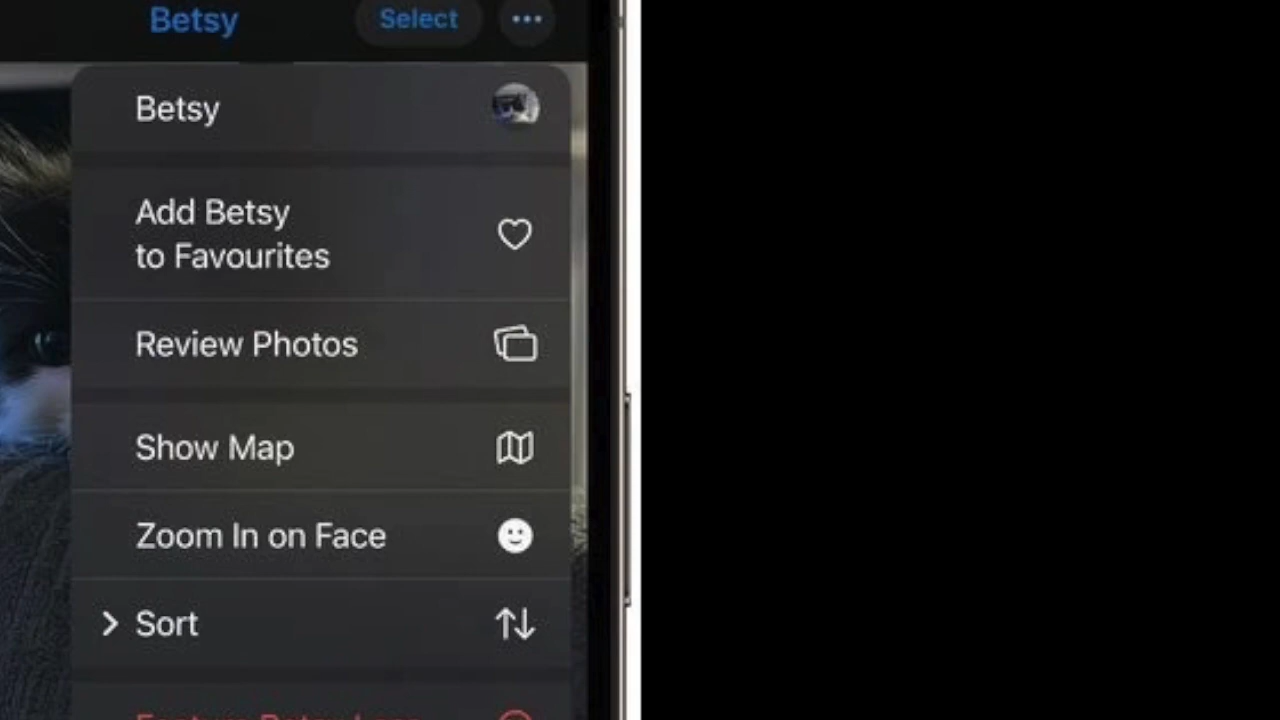 Betsy
Select
Betsy
Add Betsy
to Favourites
Review Photos
Show Map
Zoom In on Face
Sort